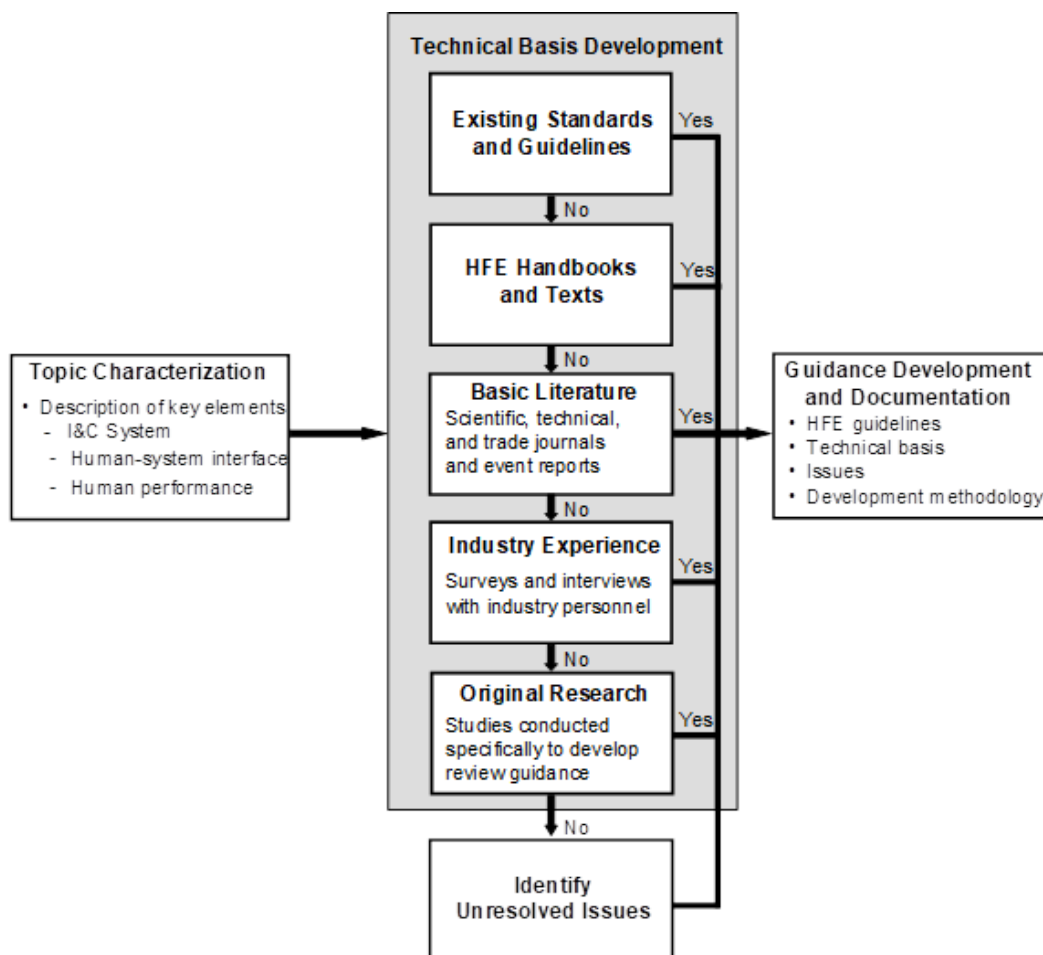 Technical Basis Development
Existing Standards
and Guidelines
Yes
No
HFE Handbooks
and Texts
Yes
No
Topic Characterization
• Description of key elements
- I&C System
- Human-system interface
- Human performance
Basic Literature
Scientific, technical,
and trade journals
and event reports
Yes
No
Guidance Development
and Documentation
• HFE guidelines
• Technical basis
• Issues
• Development methodology
Industry Experience
Surveys and interviews
with industry personnel
Yes
No
Original Research
Studies conducted
specifically to develop
review guidance
Yes
No
Identify
Unresolved Issues